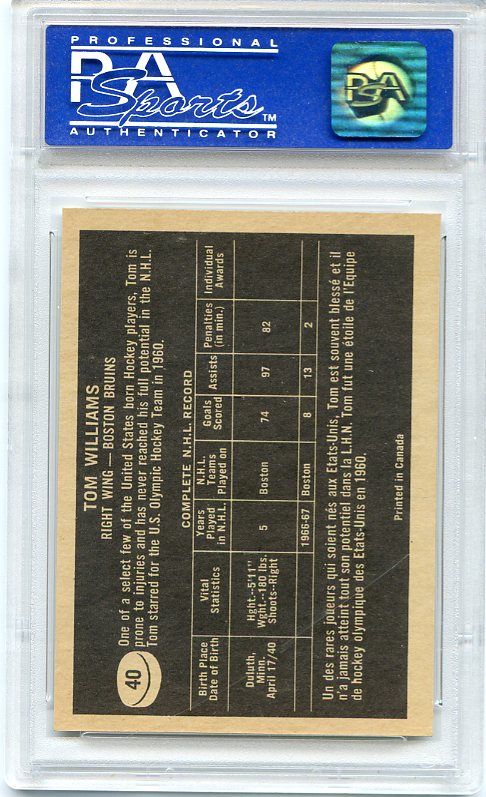 PROFESSIONAL
PSA
Sports™
AUTHENTICATOR
PSA
40
TOM WILLIAMS
RIGHT WING — BOSTON BRUINS
One of a select few of the United States born Hockey players, Tom is
prone to injuries and has never reached his full potential in the N.H.L.
Tom starred for the U.S. Olympic Hockey Team in 1960.
COMPLETE N.H.L. RECORD
Birth Place Date of Birth | Vital Statistics | Years Played in N.H.L. | N.H.L. Teams Played on | Goals Scored | Assists | Penalties (in min.) | Individual Awards
Duluth, Minn. April 17/40 | Hght.--5'11" Wght.--180 lbs. Shoots--Right | 5 | Boston | 74 | 97 | 82
1966-67 | Boston | 8 | 13 | 2
Un des rares joueurs qui soient nés aux Etats-Unis, Tom est souvent blessé et il
n'a jamais atteint tout son potentiel dans la L.H.N. Tom fut une étoile de l'Equipe
de hockey olympique des Etats-Unis en 1960.
Printed in Canada